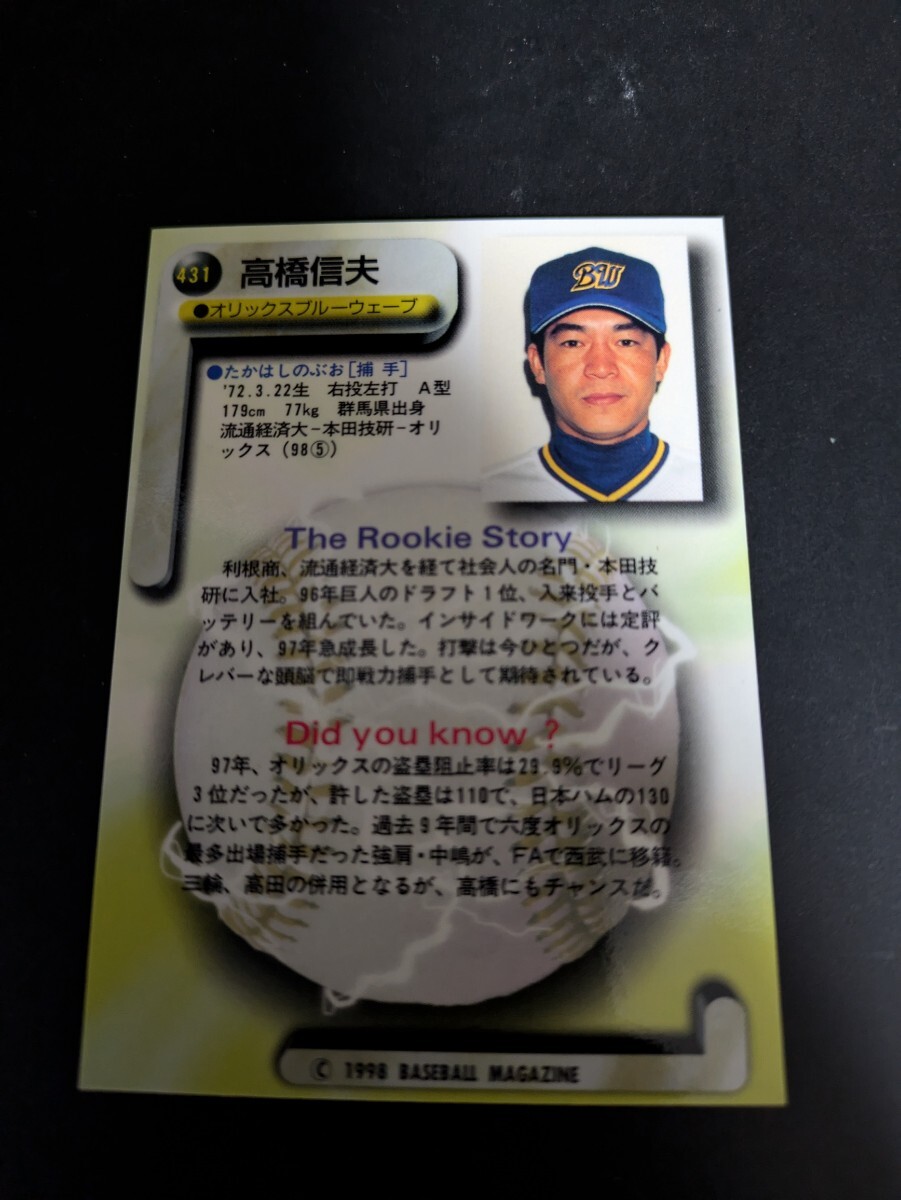 431 高橋信夫
●オリックスブルーウェーブ
BW
●たかはしのぶお［捕 手］
'72.3.22生 右投左打 A型
179cm 77kg 群馬県出身
流通経済大−本田技研−オリ
ックス（98⑤）
The Rookie Story
利根商、流通経済大を経て社会人の名門・本田技
研に入社。96年巨人のドラフト１位、入来投手とバ
ッテリーを組んでいた。インサイドワークには定評
があり、97年急成長した。打撃は今ひとつだが、ク
レバーな頭脳で即戦力捕手として期待されている。
Did you know ?
97年、オリックスの盗塁阻止率は29.9％でリーグ
３位だったが、許した盗塁は110で、日本ハムの130
に次いで多かった。過去９年間で六度オリックスの
最多出場捕手だった強肩・中嶋が、FAで西武に移籍。
三輪、高田の併用となるが、高橋にもチャンスだ。
© 1998 BASEBALL MAGAZINE